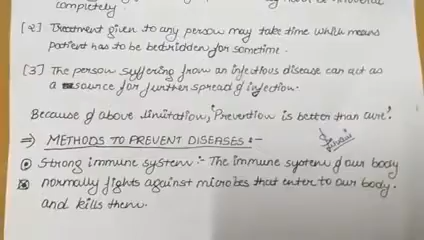 completely.
[2] Treatment given to any person may take time which means
patient has to be bedridden for sometime.
[3] The person suffering from an infectious disease can act as
a source for further spread of infection.
Because of above limitation, 'Prevention is better than cure'.
⇒ METHODS TO PREVENT DISEASES :-
Strong immune system :- The immune system of our body
normally fights against microbes that enter to our body.
and kills them.